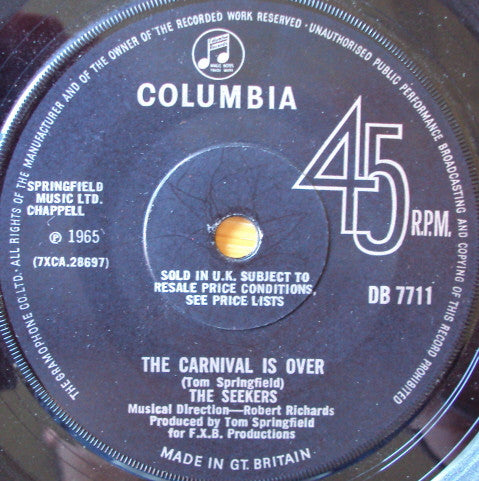 THE GRAMOPHONE CO. LTD. · ALL RIGHTS OF THE MANUFACTURER AND OF THE OWNER OF THE RECORDED WORK RESERVED · UNAUTHORISED PUBLIC PERFORMANCE BROADCASTING AND COPYING OF THIS RECORD PROHIBITED
COLUMBIA
45 R.P.M.
SPRINGFIELD
MUSIC LTD.
CHAPPELL
℗ 1965
(7XCA.28697)
SOLD IN U.K. SUBJECT TO
RESALE PRICE CONDITIONS,
SEE PRICE LISTS
DB 7711
THE CARNIVAL IS OVER
(Tom Springfield)
THE SEEKERS
Musical Direction—Robert Richards
Produced by Tom Springfield
for F.X.B. Productions
MADE IN GT. BRITAIN